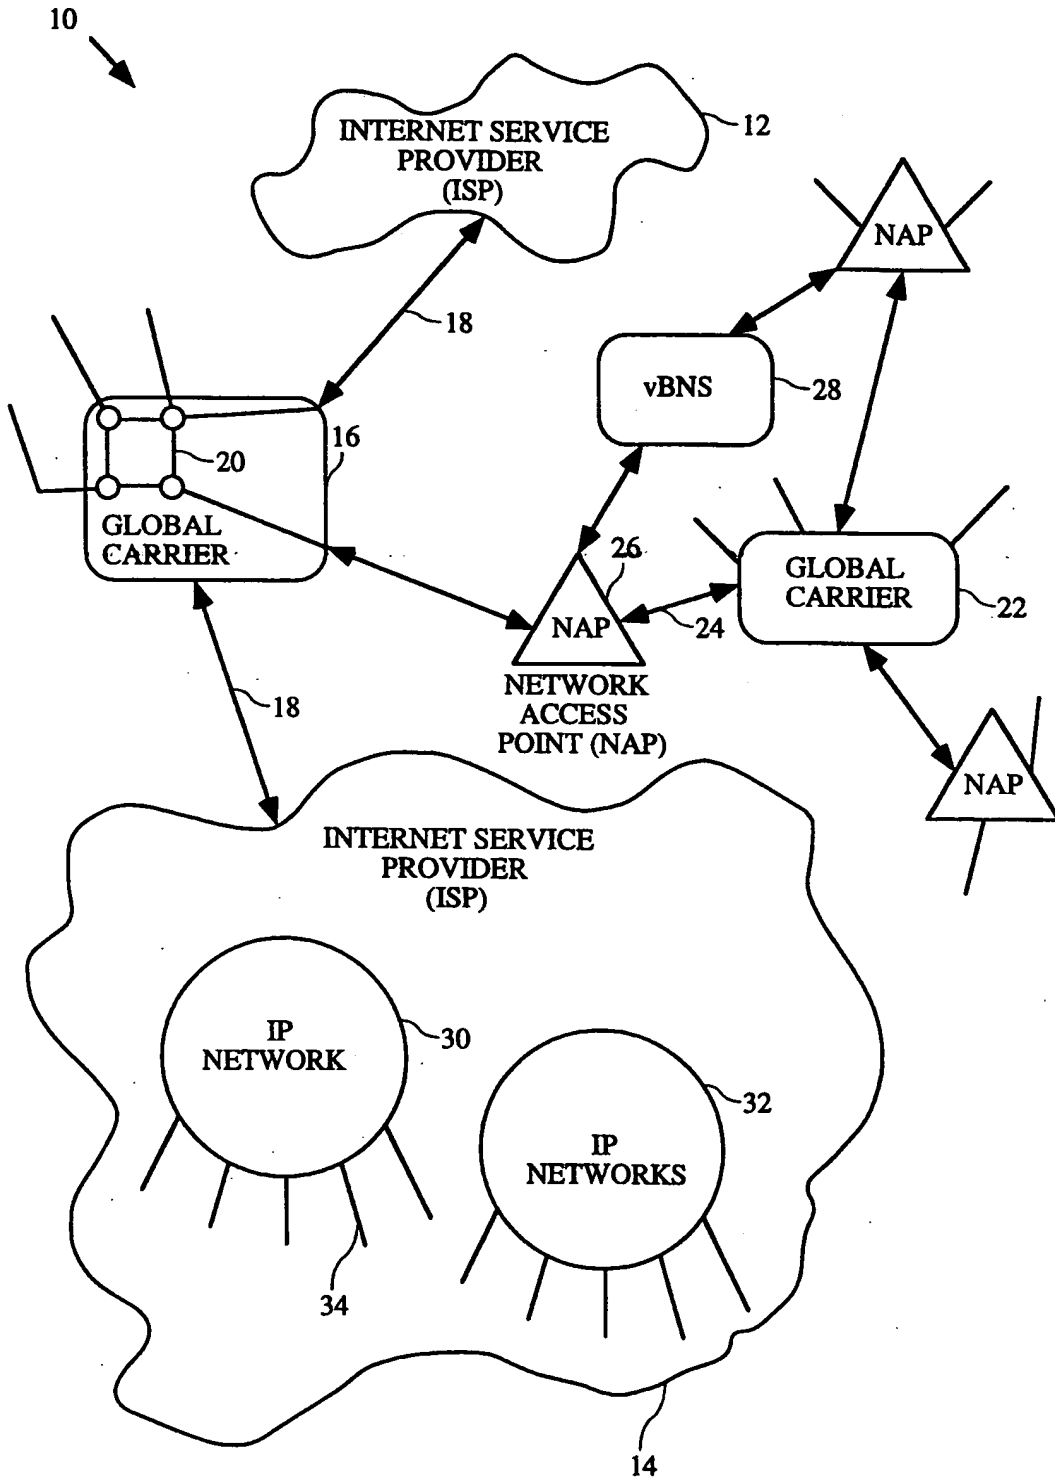 10
INTERNET SERVICE
PROVIDER
(ISP)
12
NAP
18
vBNS
28
16
20
GLOBAL
CARRIER
26
NAP
24
GLOBAL
CARRIER
22
NETWORK
ACCESS
POINT (NAP)
18
NAP
INTERNET SERVICE
PROVIDER
(ISP)
IP
NETWORK
30
32
IP
NETWORKS
34
14